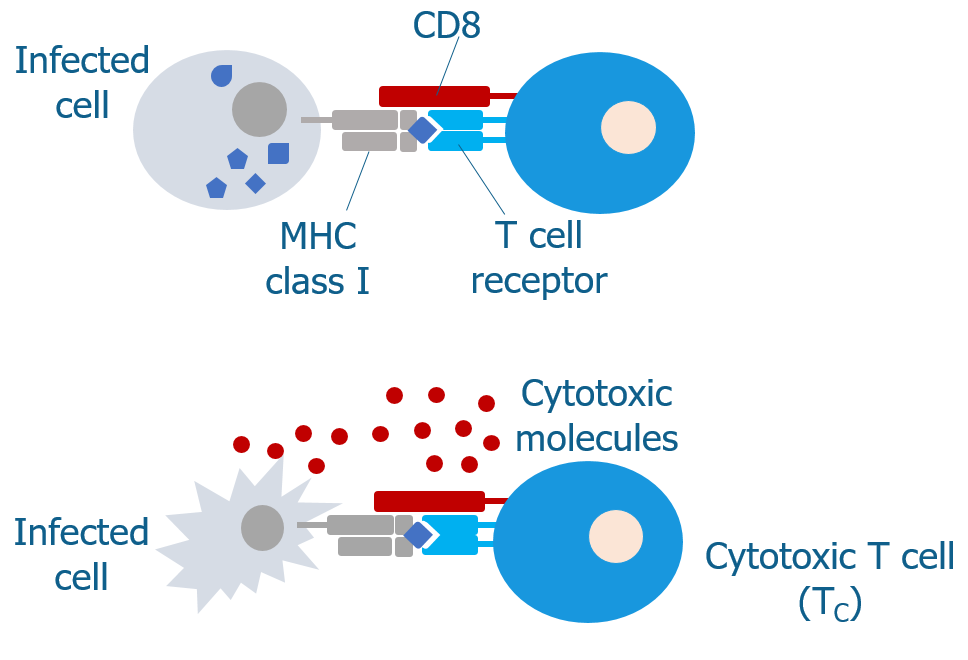 CD8
Infected
cell
MHC
class I
T cell
receptor
Cytotoxic
molecules
Infected
cell
Cytotoxic T cell
(TC)